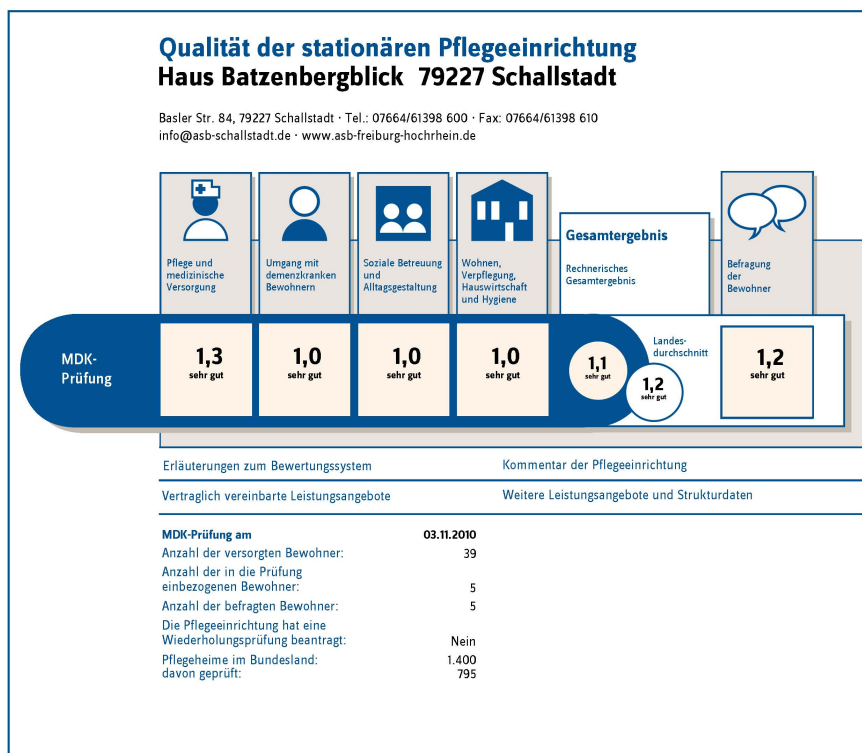 Qualität der stationären Pflegeeinrichtung
Haus Batzenbergblick 79227 Schallstadt
Basler Str. 84, 79227 Schallstadt · Tel.: 07664/61398 600 · Fax: 07664/61398 610
info@asb-schallstadt.de · www.asb-freiburg-hochrhein.de
Pflege und
medizinische
Versorgung
Umgang mit
demenzkranken
Bewohnern
Soziale Betreuung
und
Alltagsgestaltung
Wohnen,
Verpflegung,
Hauswirtschaft
und Hygiene
Gesamtergebnis
Rechnerisches
Gesamtergebnis
Befragung
der
Bewohner
MDK-
Prüfung
1,3
sehr gut
1,0
sehr gut
1,0
sehr gut
1,0
sehr gut
1,1
sehr gut
Landes-
durchschnitt
1,2
sehr gut
1,2
sehr gut
Erläuterungen zum Bewertungssystem
Kommentar der Pflegeeinrichtung
Vertraglich vereinbarte Leistungsangebote
Weitere Leistungsangebote und Strukturdaten
MDK-Prüfung am 03.11.2010
Anzahl der versorgten Bewohner: 39
Anzahl der in die Prüfung
einbezogenen Bewohner: 5
Anzahl der befragten Bewohner: 5
Die Pflegeeinrichtung hat eine
Wiederholungsprüfung beantragt: Nein
Pflegeheime im Bundesland: 1.400
davon geprüft: 795